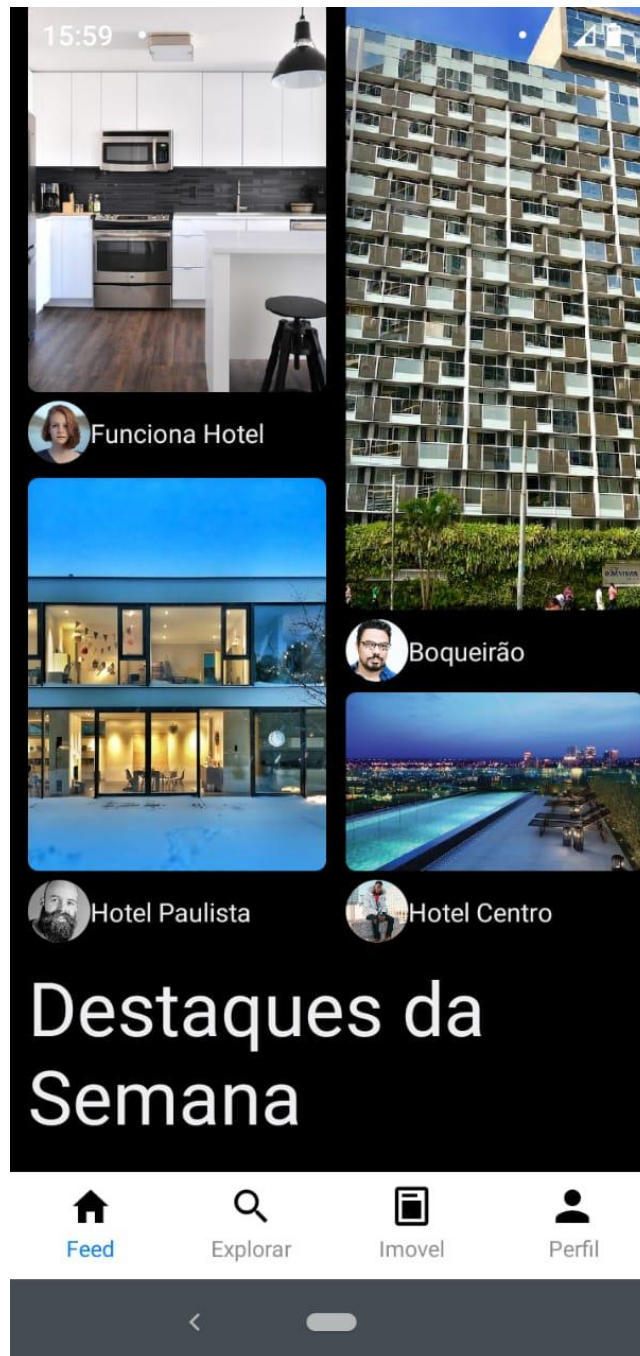 15:59
Funciona Hotel
Boqueirão
Hotel Paulista
Hotel Centro
Destaques da
Semana
Feed
Explorar
Imovel
Perfil